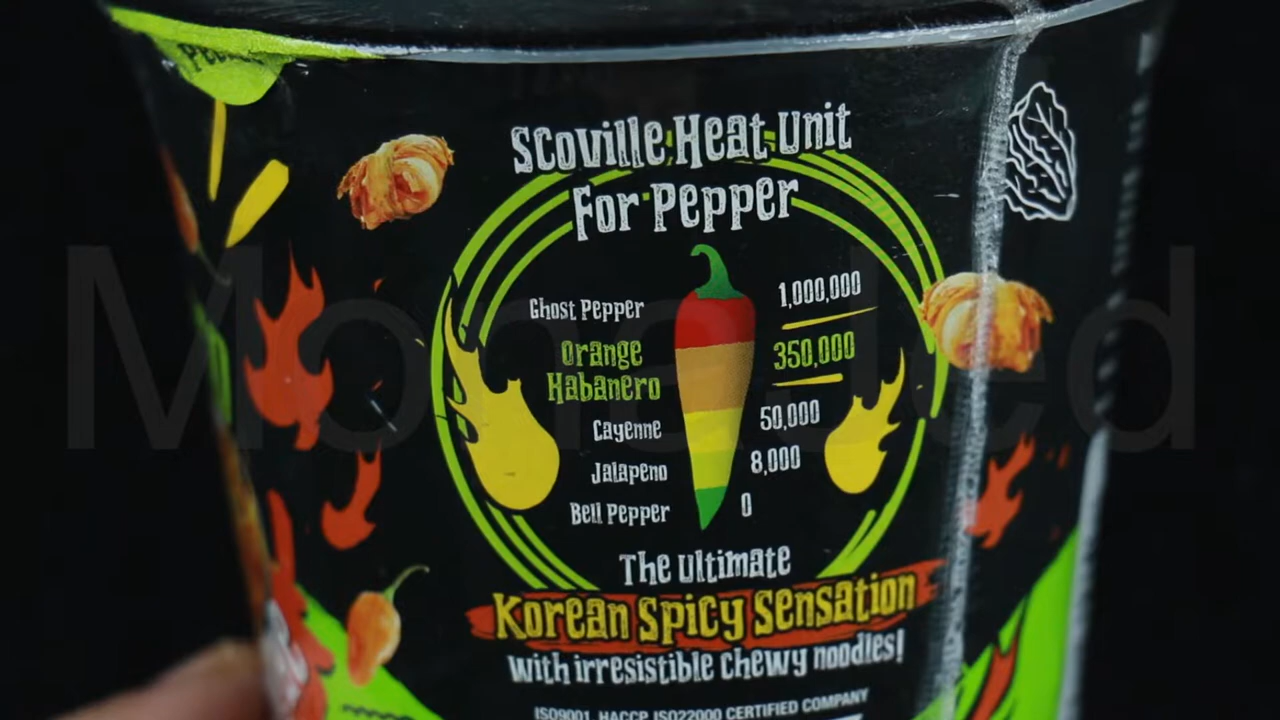 Scoville Heat Unit
For Pepper
Ghost Pepper 1,000,000
Orange Habanero 350,000
Cayenne 50,000
Jalapeno 8,000
Bell Pepper 0
The Ultimate
Korean Spicy Sensation
with irresistible chewy noodles!
ISO9001, HACCP, ISO22000 CERTIFIED COMPANY